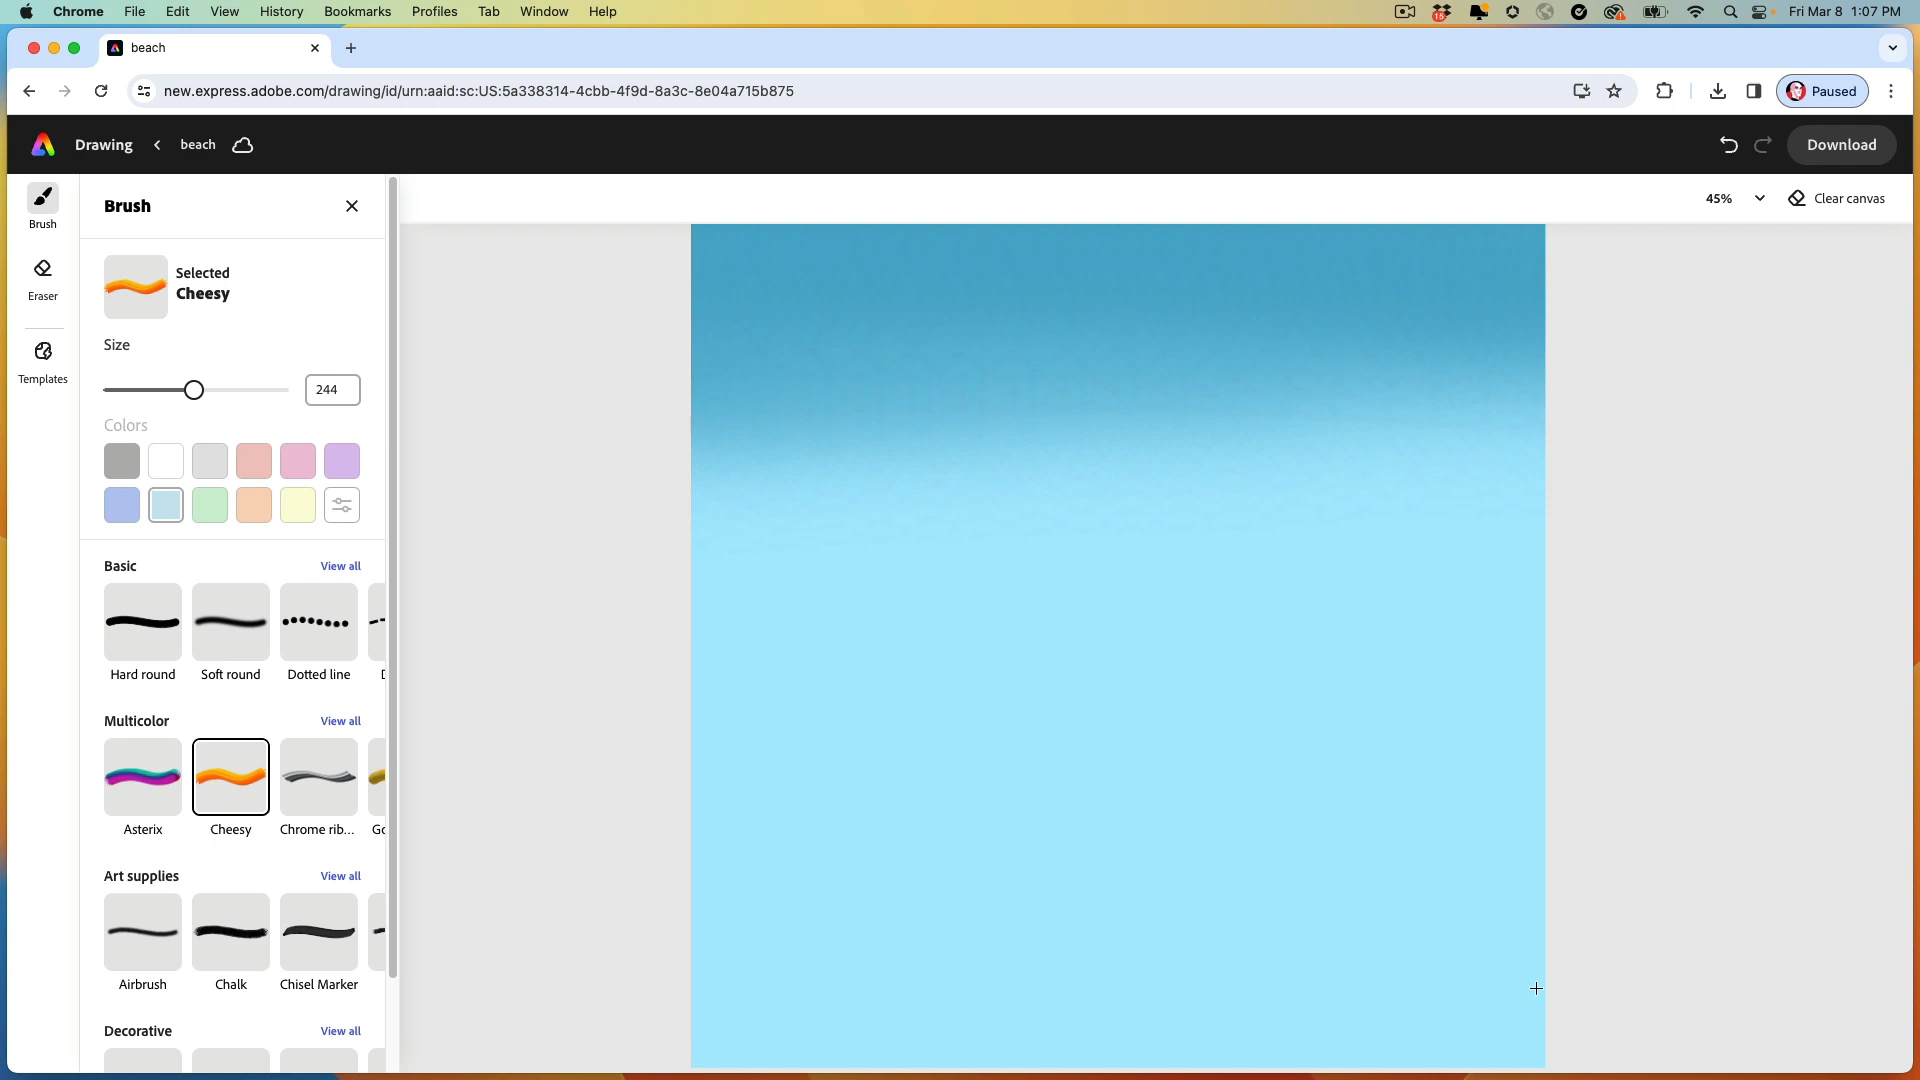 Chrome File Edit View History Bookmarks Profiles Tab Window Help
15
Fri Mar 8 1:07 PM
beach
new.express.adobe.com/drawing/id/urn:aaid:sc:US:5a338314-4cbb-4f9d-8a3c-8e04a715b875
Paused
Drawing beach
Download
Brush
Eraser
Templates
Brush
45%
Clear canvas
Selected
Cheesy
Size
244
Colors
Basic View all
Hard round Soft round Dotted line D
Multicolor View all
Asterix Cheesy Chrome rib... Go
Art supplies View all
Airbrush Chalk Chisel Marker
Decorative View all